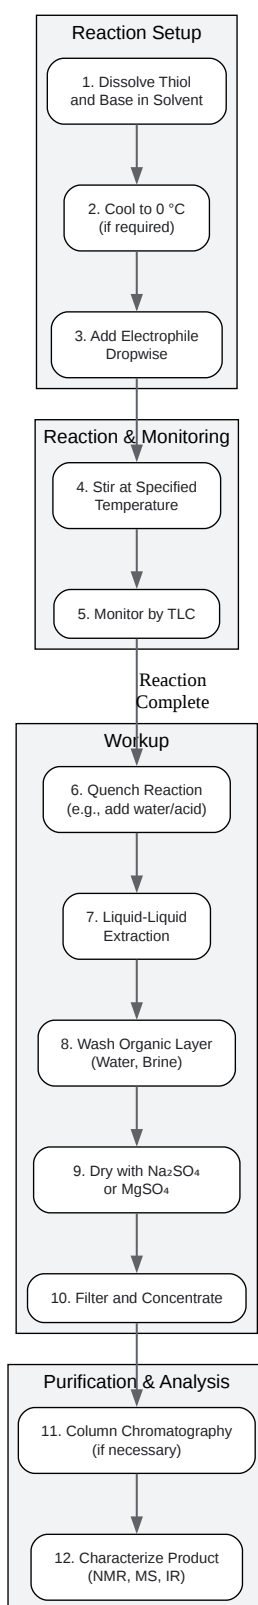 Reaction Setup
1. Dissolve Thiol
and Base in Solvent
2. Cool to 0 °C
(if required)
3. Add Electrophile
Dropwise
Reaction & Monitoring
4. Stir at Specified
Temperature
5. Monitor by TLC
Reaction
Complete
Workup
6. Quench Reaction
(e.g., add water/acid)
7. Liquid-Liquid
Extraction
8. Wash Organic Layer
(Water, Brine)
9. Dry with Na₂SO₄
or MgSO₄
10. Filter and Concentrate
Purification & Analysis
11. Column Chromatography
(if necessary)
12. Characterize Product
(NMR, MS, IR)